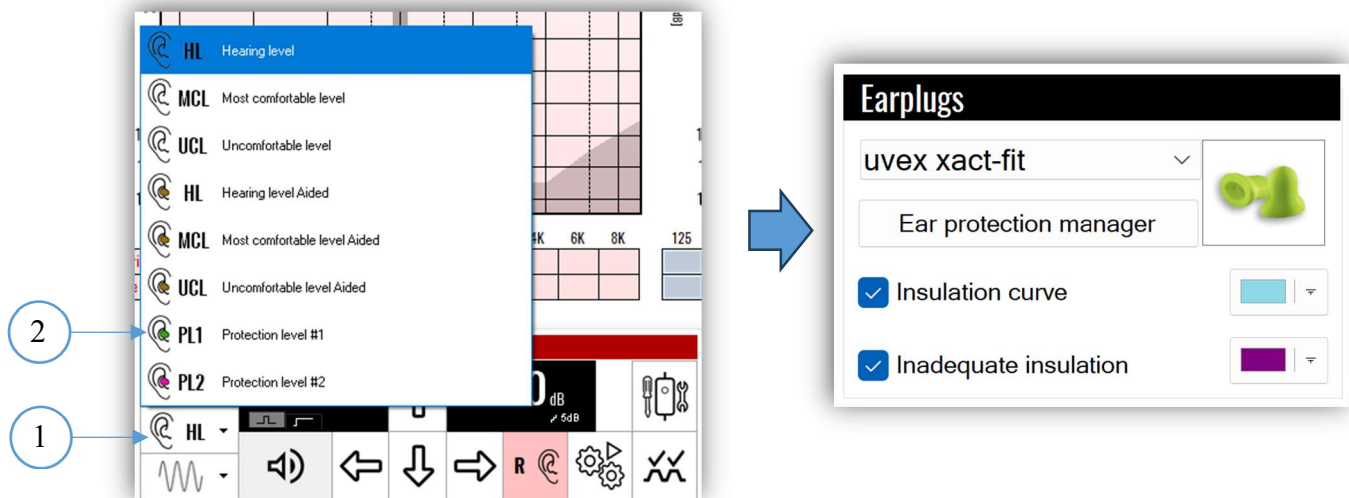 [dB]
HL Hearing level
MCL Most comfortable level
UCL Uncomfortable level
HL Hearing level Aided
MCL Most comfortable level Aided
UCL Uncomfortable level Aided
4K 6K 8K 125
2
PL1 Protection level #1
PL2 Protection level #2
dB
5dB
1
HL
R
Earplugs
uvex xact-fit
Ear protection manager
Insulation curve
Inadequate insulation